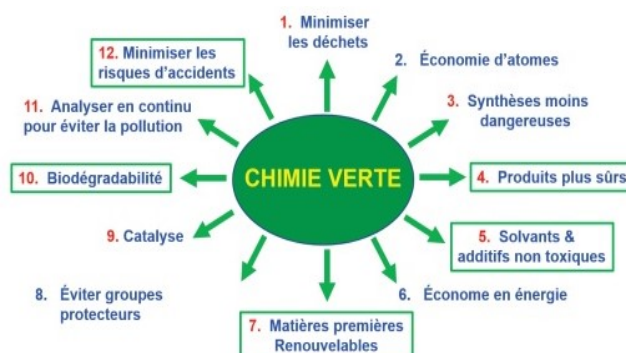 1. Minimiser
les déchets
2. Économie d'atomes
3. Synthèses moins
dangereuses
4. Produits plus sûrs
5. Solvants &
additifs non toxiques
6. Économe en énergie
7. Matières premières
Renouvelables
8. Éviter groupes
protecteurs
9. Catalyse
10. Biodégradabilité
11. Analyser en continu
pour éviter la pollution
12. Minimiser les
risques d'accidents
CHIMIE VERTE